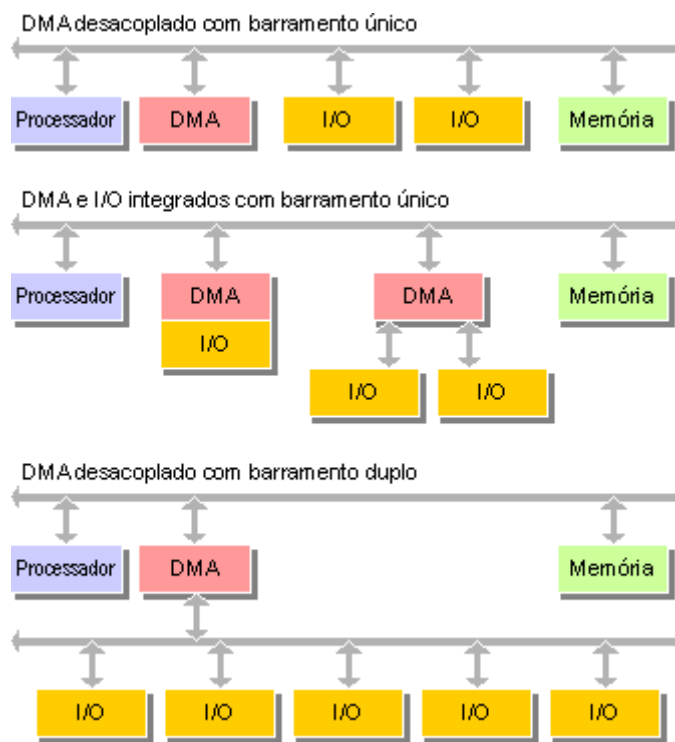 DMA desacoplado com barramento único
Processador DMA I/O I/O Memória
DMA e I/O integrados com barramento único
Processador DMA DMA Memória
I/O
I/O I/O
DMA desacoplado com barramento duplo
Processador DMA Memória
I/O I/O I/O I/O I/O